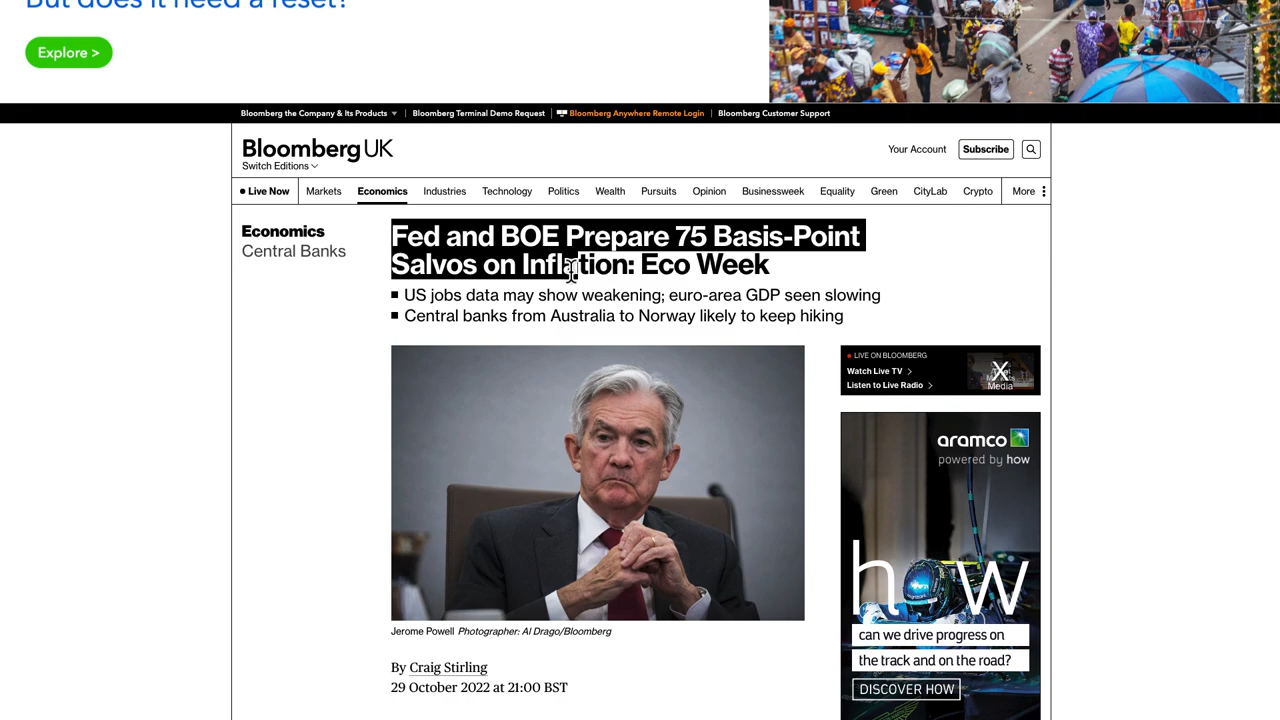 But does it need a reset?
Explore >
Bloomberg the Company & Its Products
Bloomberg Terminal Demo Request
Bloomberg Anywhere Remote Login
Bloomberg Customer Support
Bloomberg UK
Switch Editions
Your Account
Subscribe
Live Now
Markets
Economics
Industries
Technology
Politics
Wealth
Pursuits
Opinion
Businessweek
Equality
Green
CityLab
Crypto
More
Economics
Central Banks
Fed and BOE Prepare 75 Basis-Point
Salvos on Inflation: Eco Week
US jobs data may show weakening; euro-area GDP seen slowing
Central banks from Australia to Norway likely to keep hiking
LIVE ON BLOOMBERG
Watch Live TV >
Listen to Live Radio >
Media
aramco
powered by how
how
can we drive progress on
the track and on the road?
DISCOVER HOW
Jerome Powell Photographer: Al Drago/Bloomberg
By Craig Stirling
29 October 2022 at 21:00 BST